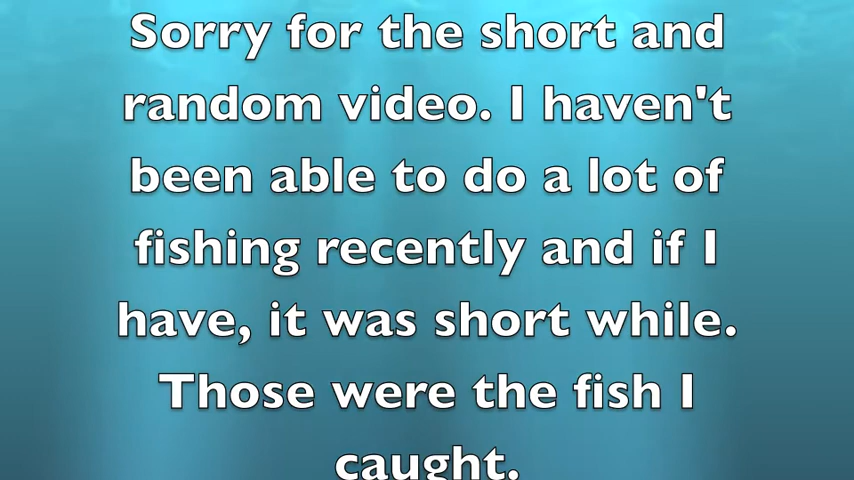 Sorry for the short and
random video. I haven't
been able to do a lot of
fishing recently and if I
have, it was short while.
Those were the fish I
caught.